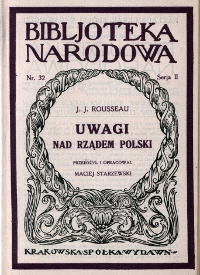 BIBLJOTEKA
NARODOWA
Nr. 32 Serja II
J. J. ROUSSEAU
UWAGI
NAD RZĄDEM POLSKI
PRZEŁOŻYŁ I OPRACOWAŁ
MACIEJ STARZEWSKI
KRAKOWSKA·SPÓŁKA·WYDAWN·